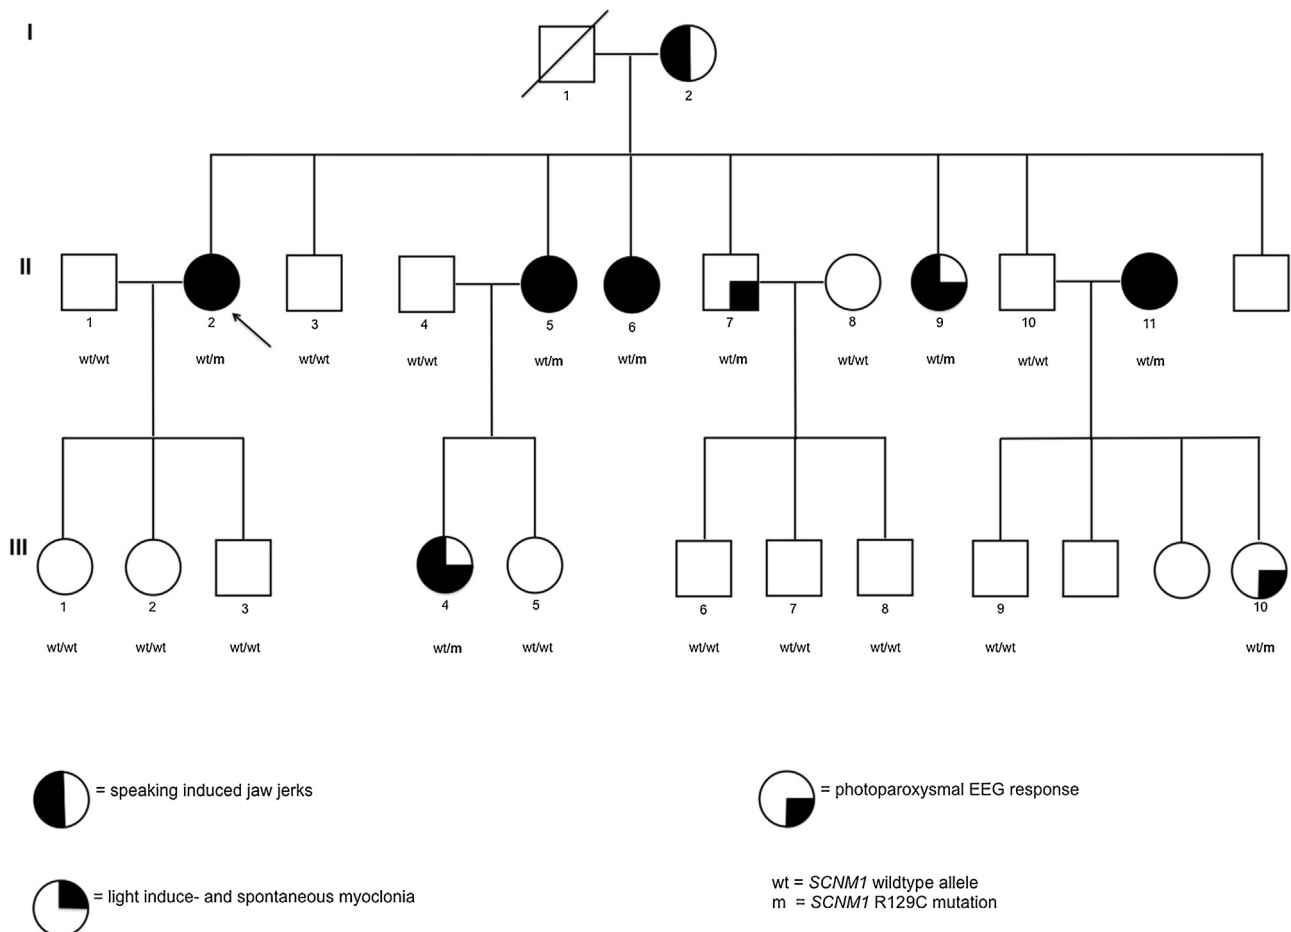 I
1 2
II
1 2 3 4 5 6 7 8 9 10 11
wt/wt wt/m wt/wt wt/wt wt/m wt/m wt/m wt/wt wt/m wt/wt wt/m
III
1 2 3 4 5 6 7 8 9 10
wt/wt wt/wt wt/wt wt/m wt/wt wt/wt wt/wt wt/wt wt/wt wt/m
= speaking induced jaw jerks
= photoparoxysmal EEG response
= light induce- and spontaneous myoclonia
wt = SCNM1 wildtype allele
m = SCNM1 R129C mutation